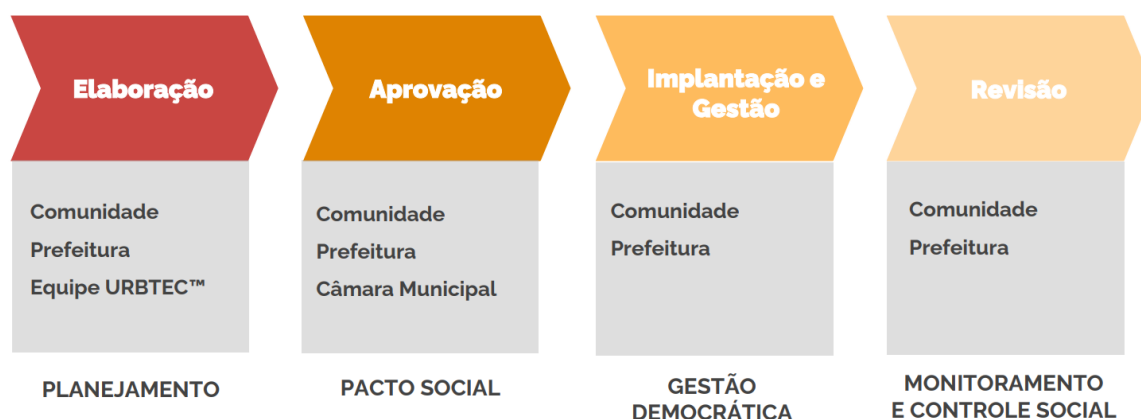 Elaboração
Comunidade
Prefeitura
Equipe URBTEC™
PLANEJAMENTO
Aprovação
Comunidade
Prefeitura
Câmara Municipal
PACTO SOCIAL
Implantação e
Gestão
Comunidade
Prefeitura
GESTÃO
DEMOCRÁTICA
Revisão
Comunidade
Prefeitura
MONITORAMENTO
E CONTROLE SOCIAL